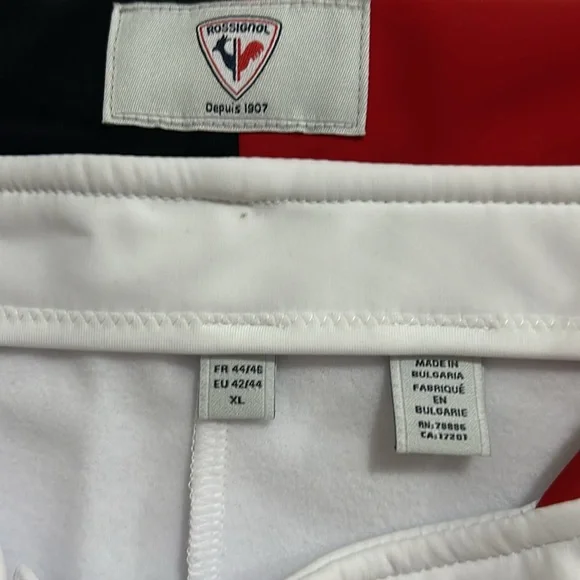 ROSSIGNOL
Depuis 1907
FR 44/46
EU 42/44
XL
MADE IN
BULGARIA
FABRIQUÉ
EN
BULGARIE
RN:78886
CA:17201